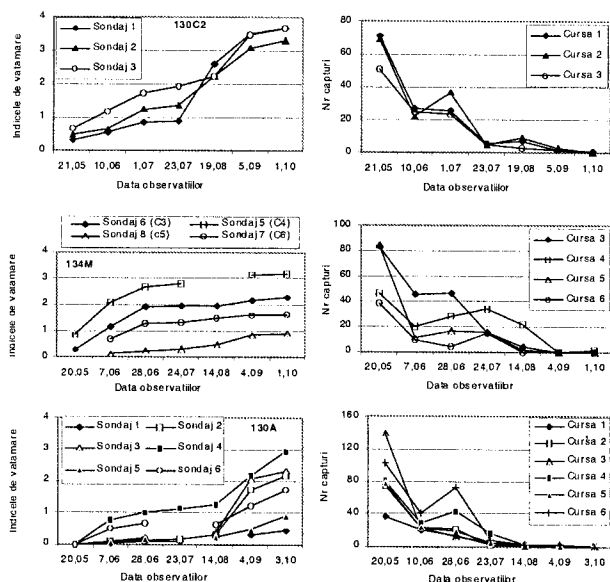 130C2
Sondaj 1
Sondaj 2
Sondaj 3
Indicele de vatamare
4
3
2
1
0
21,05 10,06 1,07 23,07 19,08 5,09 1,10
Data observatiilor
Nr capturi
80
60
40
20
0
Cursa 1
Cursa 2
Cursa 3
21,05 10,06 1,07 23,07 19,08 5,09 1,10
Data observatiilor
Sondaj 6 (C3) Sondaj 5 (C4)
Sondaj 8 (c5) Sondaj 7 (C6)
134M
Indicele de vatamare
4
3
2
1
0
20,05 7,06 28,06 23,07 14,08 4,09 1,10
Data observatiilor
Nr capturi
100
80
60
40
20
0
Cursa 3
Cursa 4
Cursa 5
Cursa 6
20,05 7,06 28,06 24,07 14,08 4,09 1,10
Data observatiilor
130A
Sondaj 1 Sondaj 2
Sondaj 3 Sondaj 4
Sondaj 5 sondaj 6
Indicele de vatamare
4
3
2
1
0
20,05 7,06 28,06 23,07 14,08 4,09 3,10
Data observatiilor
Nr capturi
160
120
80
40
0
Cursa 1
Cursa 2
Cursa 3
Cursa 4
Cursa 5
Cursa 6
20,05 10,06 28,06 24,07 14,08 4,09 3,10
Data observatiilor